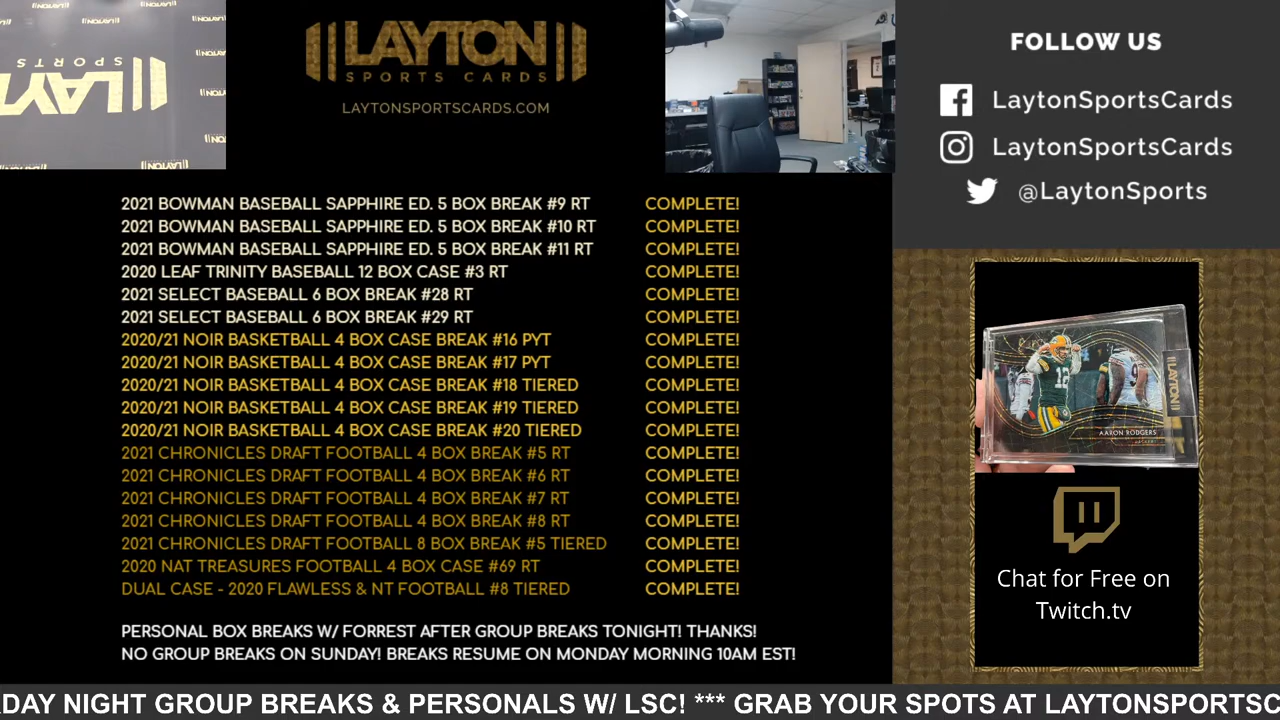 LAYTON
SPORTS CARDS
LAYTONSPORTSCARDS.COM
LAYTON
SPORTS
FOLLOW US
LaytonSportsCards
LaytonSportsCards
@LaytonSports
2021 BOWMAN BASEBALL SAPPHIRE ED. 5 BOX BREAK #9 RT COMPLETE!
2021 BOWMAN BASEBALL SAPPHIRE ED. 5 BOX BREAK #10 RT COMPLETE!
2021 BOWMAN BASEBALL SAPPHIRE ED. 5 BOX BREAK #11 RT COMPLETE!
2020 LEAF TRINITY BASEBALL 12 BOX CASE #3 RT COMPLETE!
2021 SELECT BASEBALL 6 BOX BREAK #28 RT COMPLETE!
2021 SELECT BASEBALL 6 BOX BREAK #29 RT COMPLETE!
2020/21 NOIR BASKETBALL 4 BOX CASE BREAK #16 PYT COMPLETE!
2020/21 NOIR BASKETBALL 4 BOX CASE BREAK #17 PYT COMPLETE!
2020/21 NOIR BASKETBALL 4 BOX CASE BREAK #18 TIERED COMPLETE!
2020/21 NOIR BASKETBALL 4 BOX CASE BREAK #19 TIERED COMPLETE!
2020/21 NOIR BASKETBALL 4 BOX CASE BREAK #20 TIERED COMPLETE!
2021 CHRONICLES DRAFT FOOTBALL 4 BOX BREAK #5 RT COMPLETE!
2021 CHRONICLES DRAFT FOOTBALL 4 BOX BREAK #6 RT COMPLETE!
2021 CHRONICLES DRAFT FOOTBALL 4 BOX BREAK #7 RT COMPLETE!
2021 CHRONICLES DRAFT FOOTBALL 4 BOX BREAK #8 RT COMPLETE!
2021 CHRONICLES DRAFT FOOTBALL 8 BOX BREAK #5 TIERED COMPLETE!
2020 NAT TREASURES FOOTBALL 4 BOX CASE #69 RT COMPLETE!
DUAL CASE - 2020 FLAWLESS & NT FOOTBALL #8 TIERED COMPLETE!
PERSONAL BOX BREAKS W/ FORREST AFTER GROUP BREAKS TONIGHT! THANKS!
NO GROUP BREAKS ON SUNDAY! BREAKS RESUME ON MONDAY MORNING 10AM EST!
12
AARON RODGERS
LAYTON
Chat for Free on
Twitch.tv
DAY NIGHT GROUP BREAKS & PERSONALS W/ LSC! *** GRAB YOUR SPOTS AT LAYTONSPORTSC